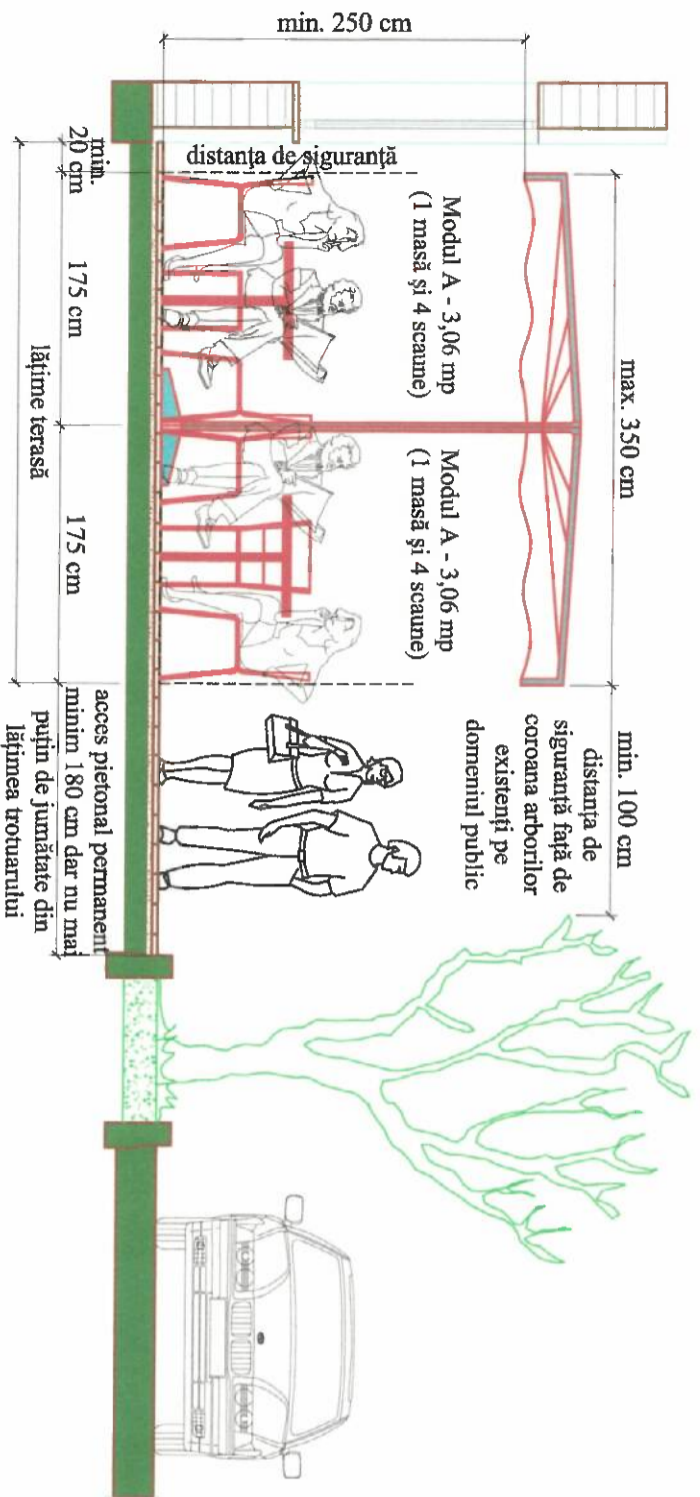 min. 250 cm
max. 350 cm
min. 100 cm
distanța de
siguranță față de
coroana arborilor
existenți pe
domeniul public
Modul A - 3,06 mp
(1 masă și 4 scaune)
Modul A - 3,06 mp
(1 masă și 4 scaune)
distanța de siguranță
min.
20 cm
175 cm
175 cm
lățime terasă
acces pietonal permanent
minim 180 cm dar nu mai
puțin de jumătate din
lățimea trotuarului